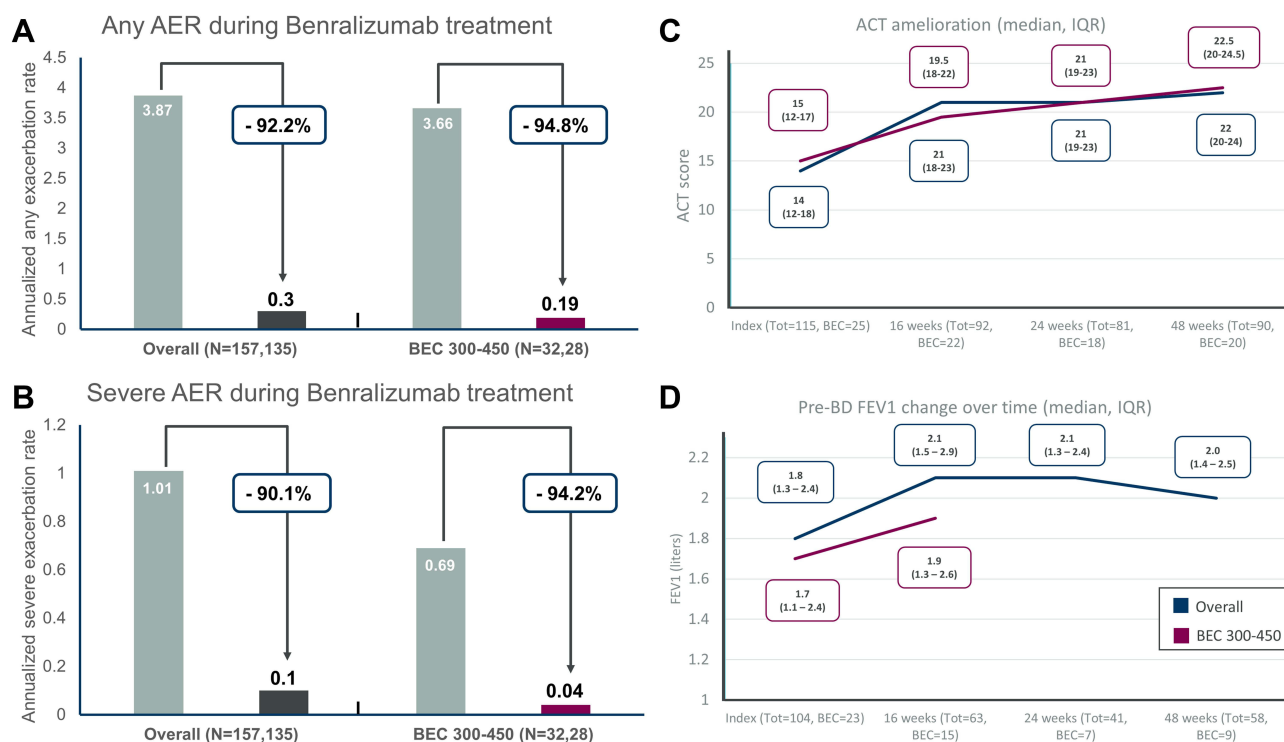 A
Any AER during Benralizumab treatment
Annualized any exacerbation rate
4.5
4
3.5
3
2.5
2
1.5
1
0.5
0
3.87
- 92.2%
0.3
3.66
- 94.8%
0.19
Overall (N=157,135)
BEC 300-450 (N=32,28)
B
Severe AER during Benralizumab treatment
Annualized severe exacerbation rate
1.2
1
0.8
0.6
0.4
0.2
0
1.01
- 90.1%
0.1
0.69
- 94.2%
0.04
Overall (N=157,135)
BEC 300-450 (N=32,28)
C
ACT amelioration (median, IQR)
ACT score
25
20
15
10
5
0
15
(12-17)
19.5
(18-22)
21
(19-23)
22.5
(20-24.5)
14
(12-18)
21
(18-23)
21
(19-23)
22
(20-24)
Index (Tot=115, BEC=25)
16 weeks (Tot=92,
BEC=22)
24 weeks (Tot=81,
BEC=18)
48 weeks (Tot=90,
BEC=20)
D
Pre-BD FEV1 change over time (median, IQR)
FEV1 (liters)
2.2
2
1.8
1.6
1.4
1.2
1
1.8
(1.3 – 2.4)
2.1
(1.5 – 2.9)
2.1
(1.3 – 2.4)
2.0
(1.4 – 2.5)
1.7
(1.1 – 2.4)
1.9
(1.3 – 2.6)
Overall
BEC 300-450
Index (Tot=104, BEC=23)
16 weeks (Tot=63,
BEC=15)
24 weeks (Tot=41,
BEC=7)
48 weeks (Tot=58,
BEC=9)